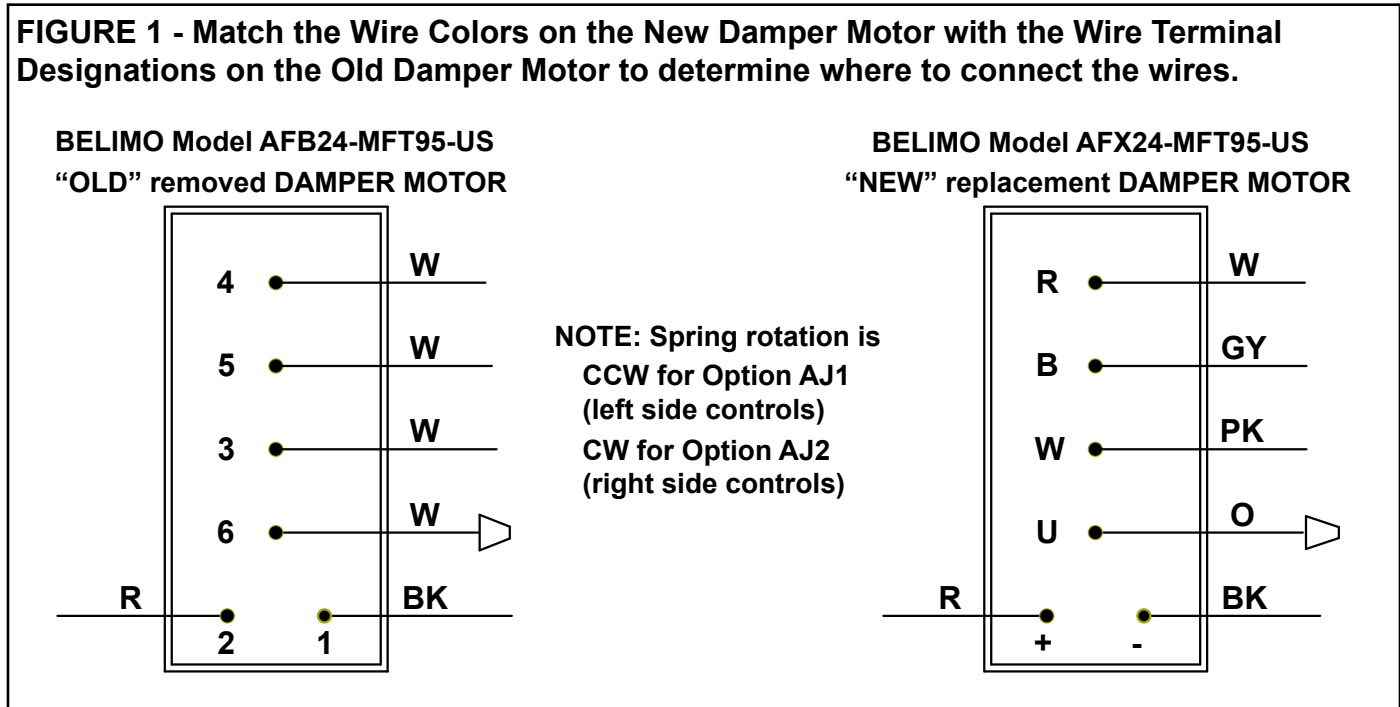 FIGURE 1 - Match the Wire Colors on the New Damper Motor with the Wire Terminal
Designations on the Old Damper Motor to determine where to connect the wires.
BELIMO Model AFB24-MFT95-US
“OLD” removed DAMPER MOTOR
4 W
5 W
3 W
6 W
R BK
2 1
NOTE: Spring rotation is
CCW for Option AJ1
(left side controls)
CW for Option AJ2
(right side controls)
BELIMO Model AFX24-MFT95-US
“NEW” replacement DAMPER MOTOR
R W
B GY
W PK
U O
R BK
+ -